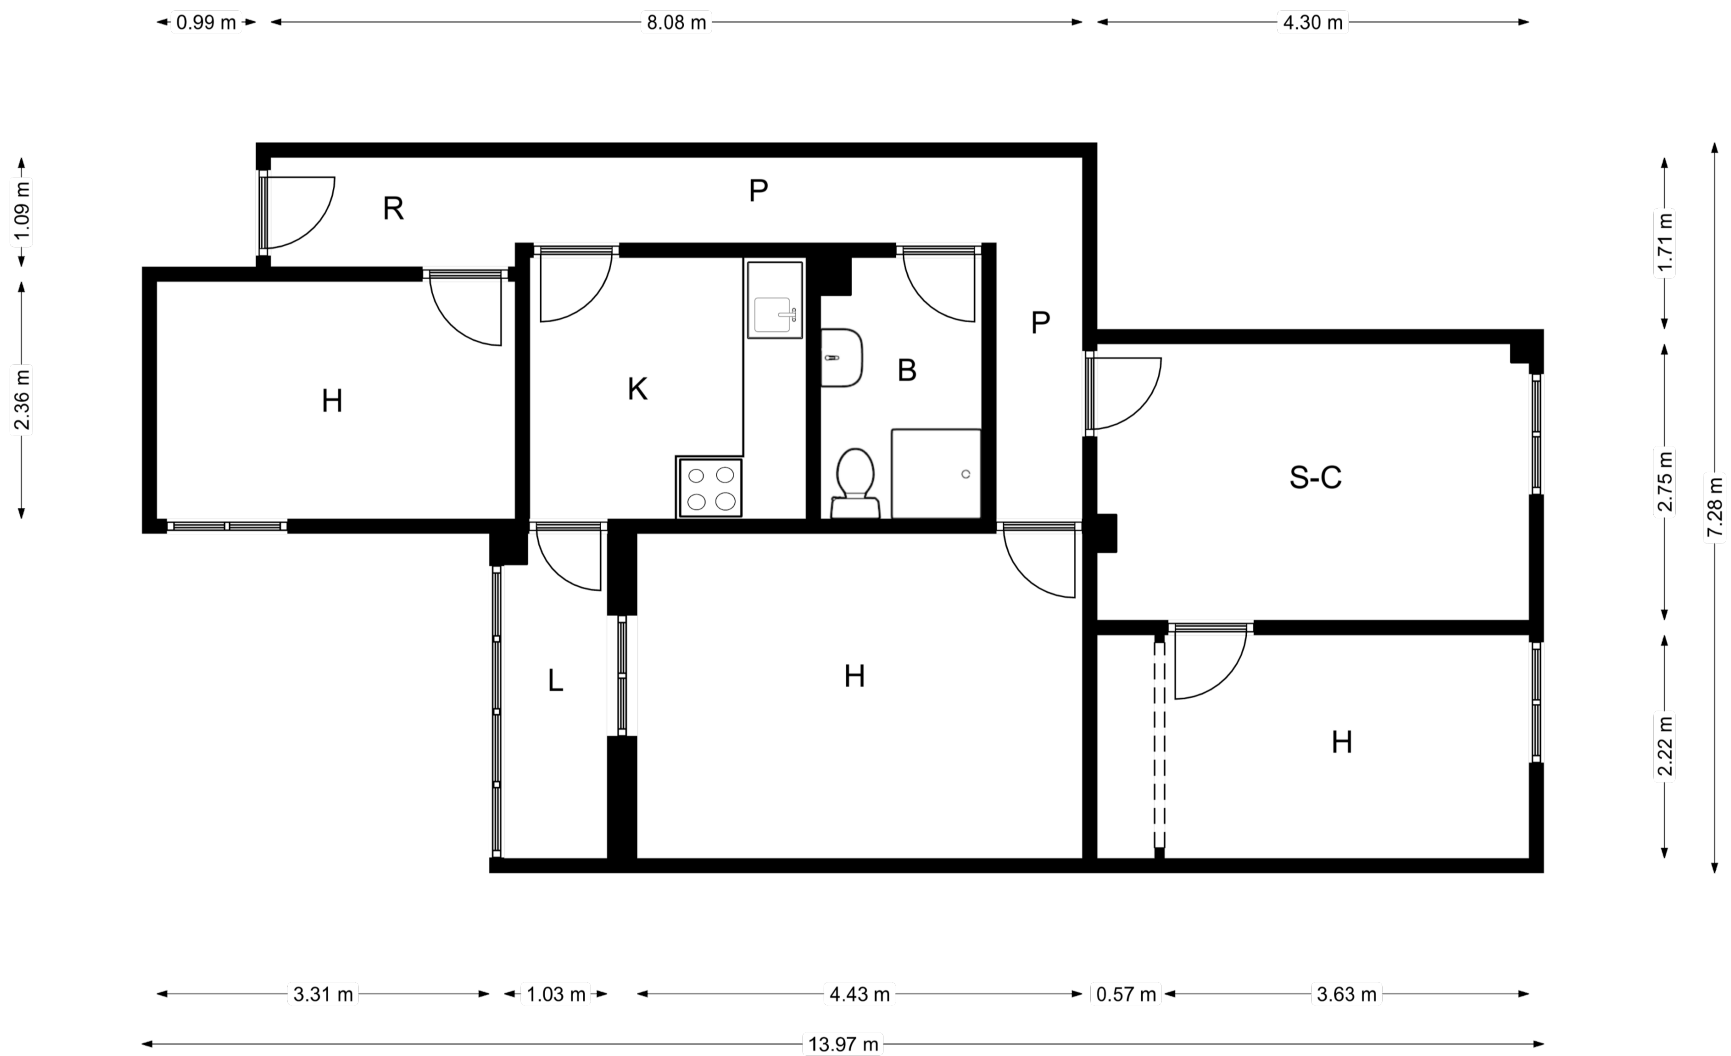 0.99 m
8.08 m
4.30 m
1.09 m
2.36 m
1.71 m
2.75 m
2.22 m
7.28 m
R
P
P
H
K
B
S-C
L
H
H
3.31 m
1.03 m
4.43 m
0.57 m
3.63 m
13.97 m